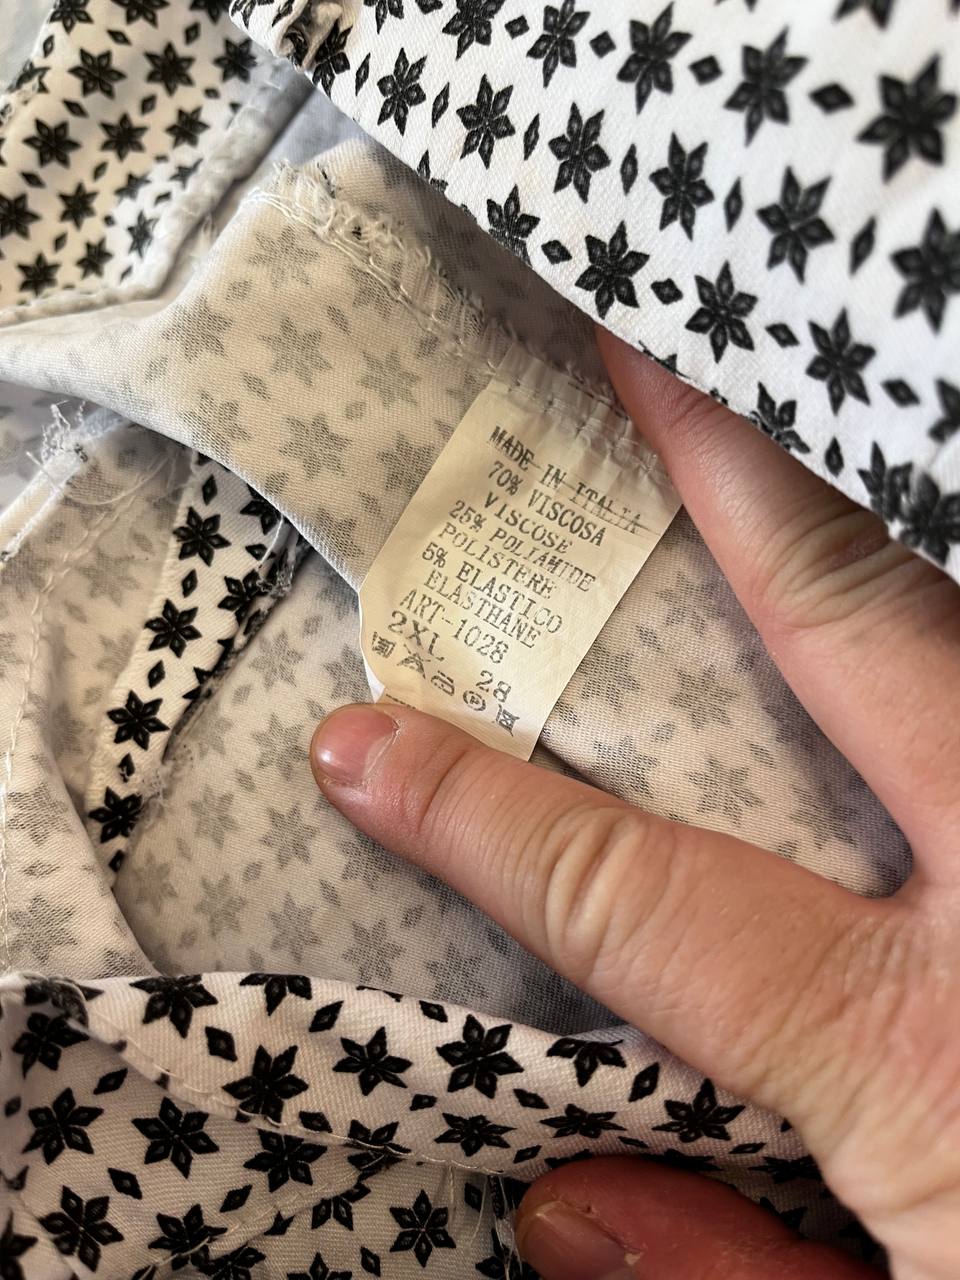 MADE IN ITALIA
70% VISCOSA
VISCOSE
25% POLIAMIDE
POLISTERE
5% ELASTICO
ELASTHANE
ART-1028
2XL 28